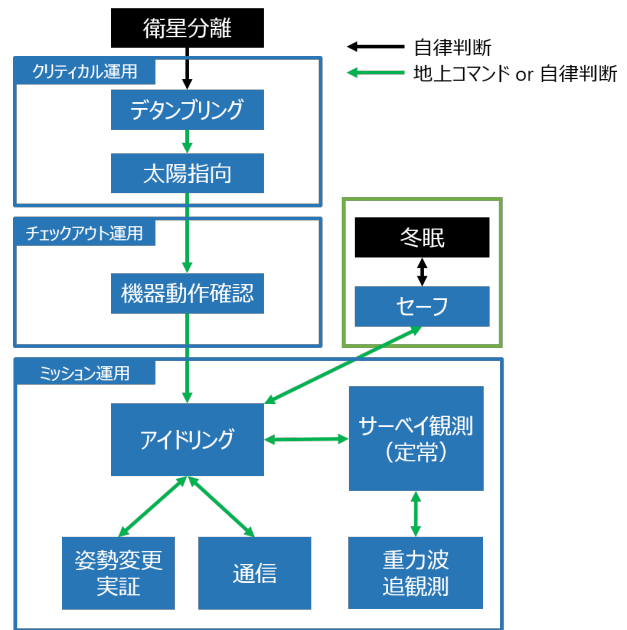 衛星分離
自律判断
地上コマンド or 自律判断
クリティカル運用
デタンブリング
太陽指向
チェックアウト運用
機器動作確認
冬眠
セーフ
ミッション運用
アイドリング
サーベイ観測
（定常）
姿勢変更
実証
通信
重力波
追観測